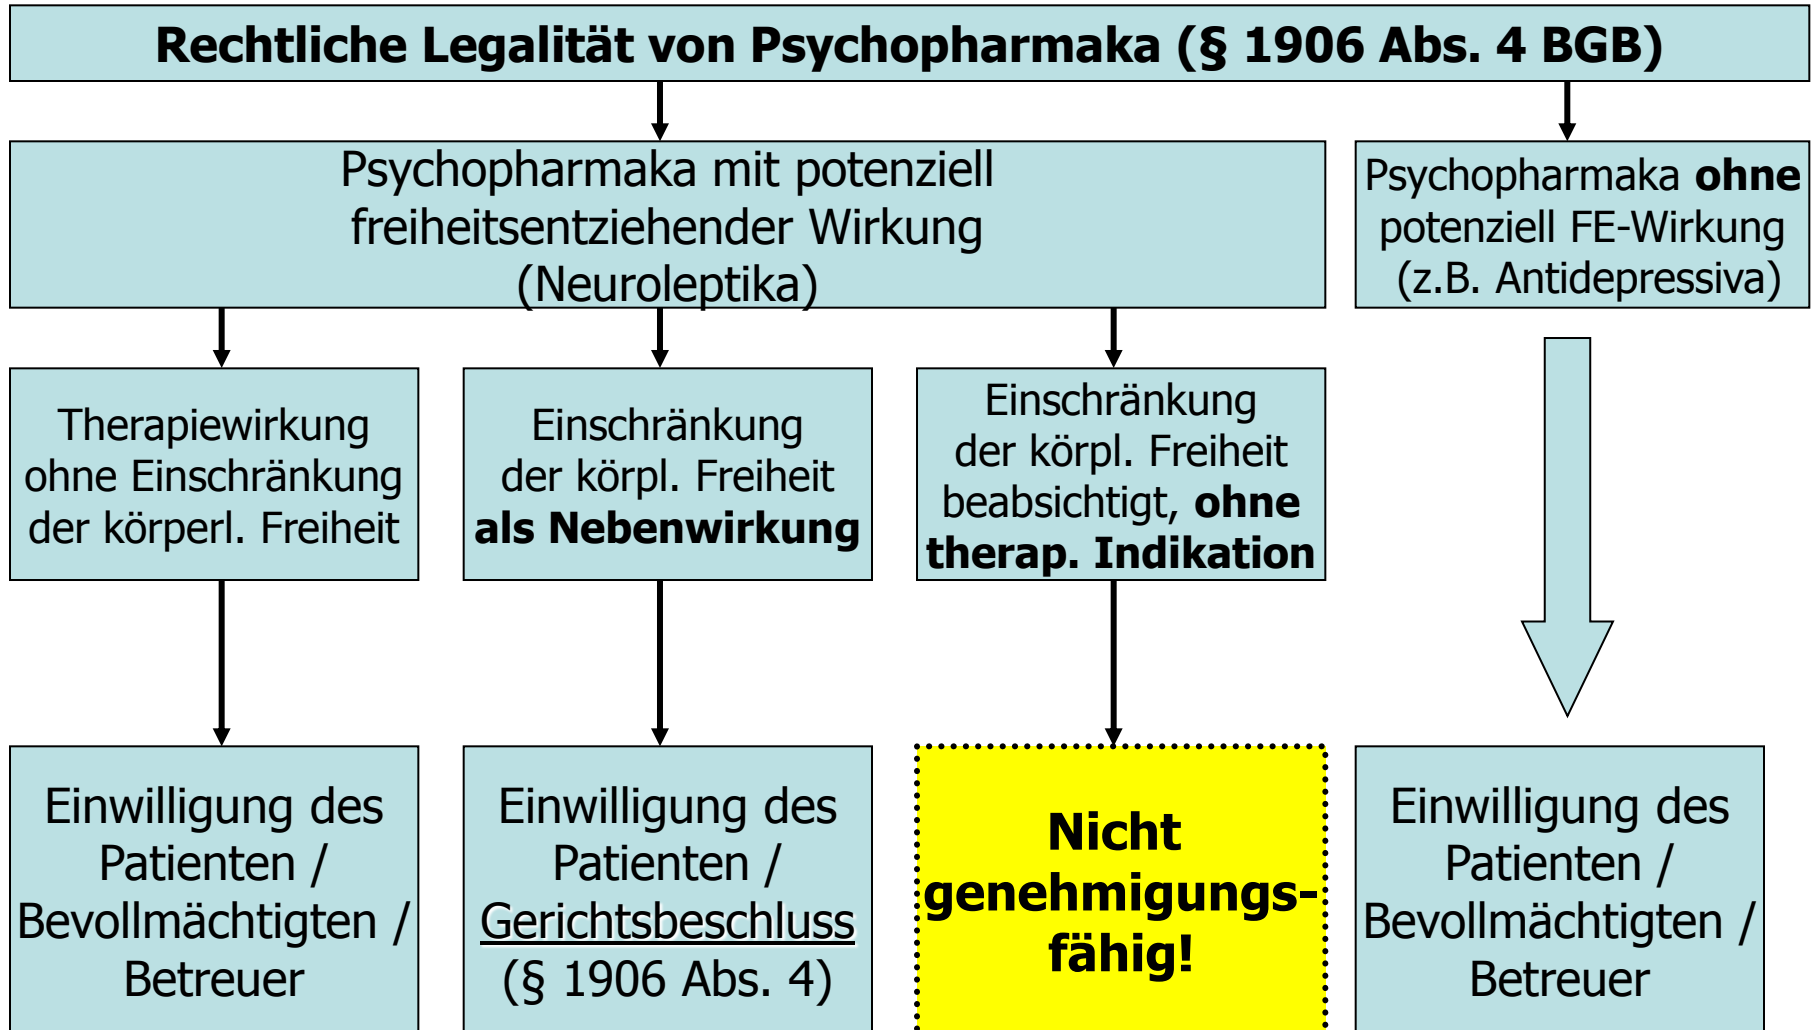 Rechtliche Legalität von Psychopharmaka (§ 1906 Abs. 4 BGB)
Psychopharmaka mit potenziell
freiheitsentziehender Wirkung
(Neuroleptika)
Psychopharmaka ohne
potenziell FE-Wirkung
(z.B. Antidepressiva)
Therapiewirkung
ohne Einschränkung
der körperl. Freiheit
Einschränkung
der körpl. Freiheit
als Nebenwirkung
Einschränkung
der körpl. Freiheit
beabsichtigt, ohne
therap. Indikation
Einwilligung des
Patienten /
Bevollmächtigten /
Betreuer
Einwilligung des
Patienten /
Gerichtsbeschluss
(§ 1906 Abs. 4)
Nicht
genehmigungs-
fähig!
Einwilligung des
Patienten /
Bevollmächtigten /
Betreuer